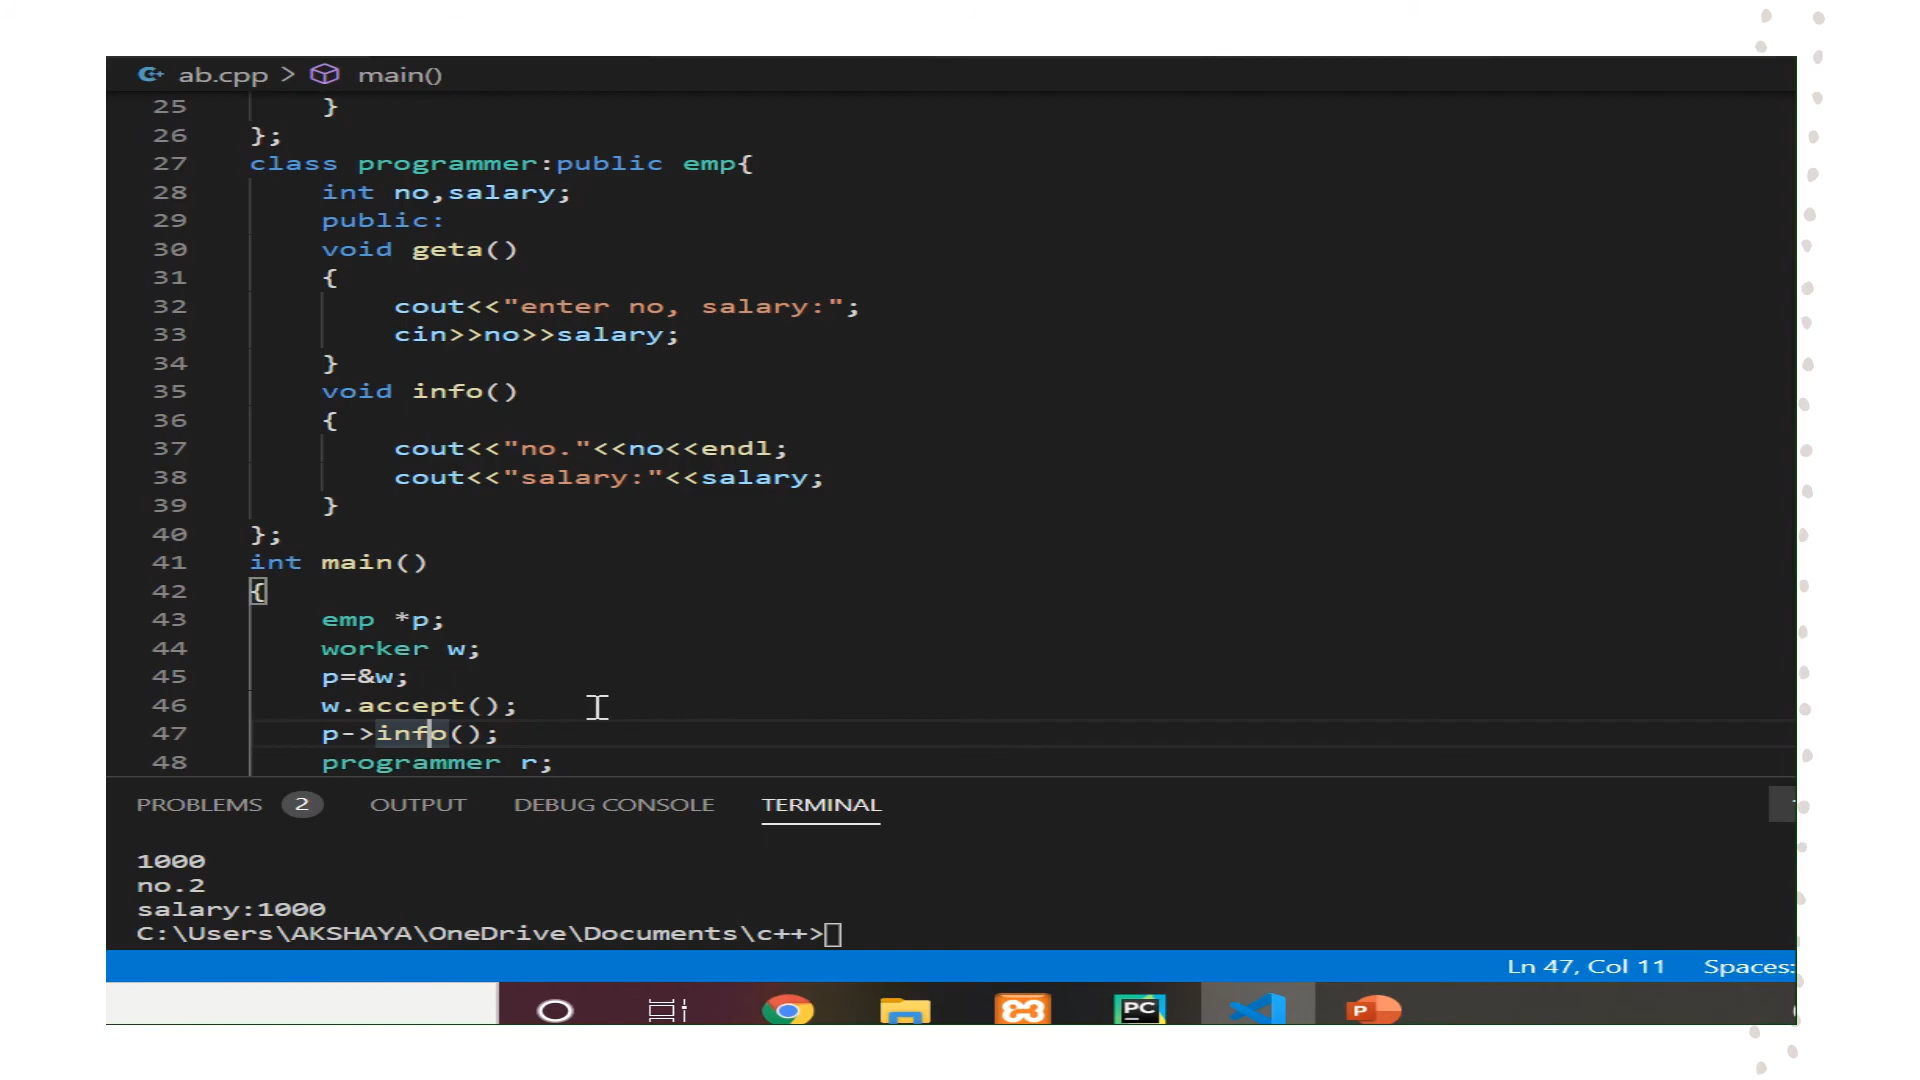 ab.cpp > main()
25 }
26 };
27 class programmer:public emp{
28 int no,salary;
29 public:
30 void geta()
31 {
32 cout<<"enter no, salary:";
33 cin>>no>>salary;
34 }
35 void info()
36 {
37 cout<<"no."<<no<<endl;
38 cout<<"salary:"<<salary;
39 }
40 };
41 int main()
42 {
43 emp *p;
44 worker w;
45 p=&w;
46 w.accept();
47 p->info();
48 programmer r;
PROBLEMS 2 OUTPUT DEBUG CONSOLE TERMINAL
1000
no.2
salary:1000
C:\Users\AKSHAYA\OneDrive\Documents\c++>
Ln 47, Col 11 Spaces:
PC P